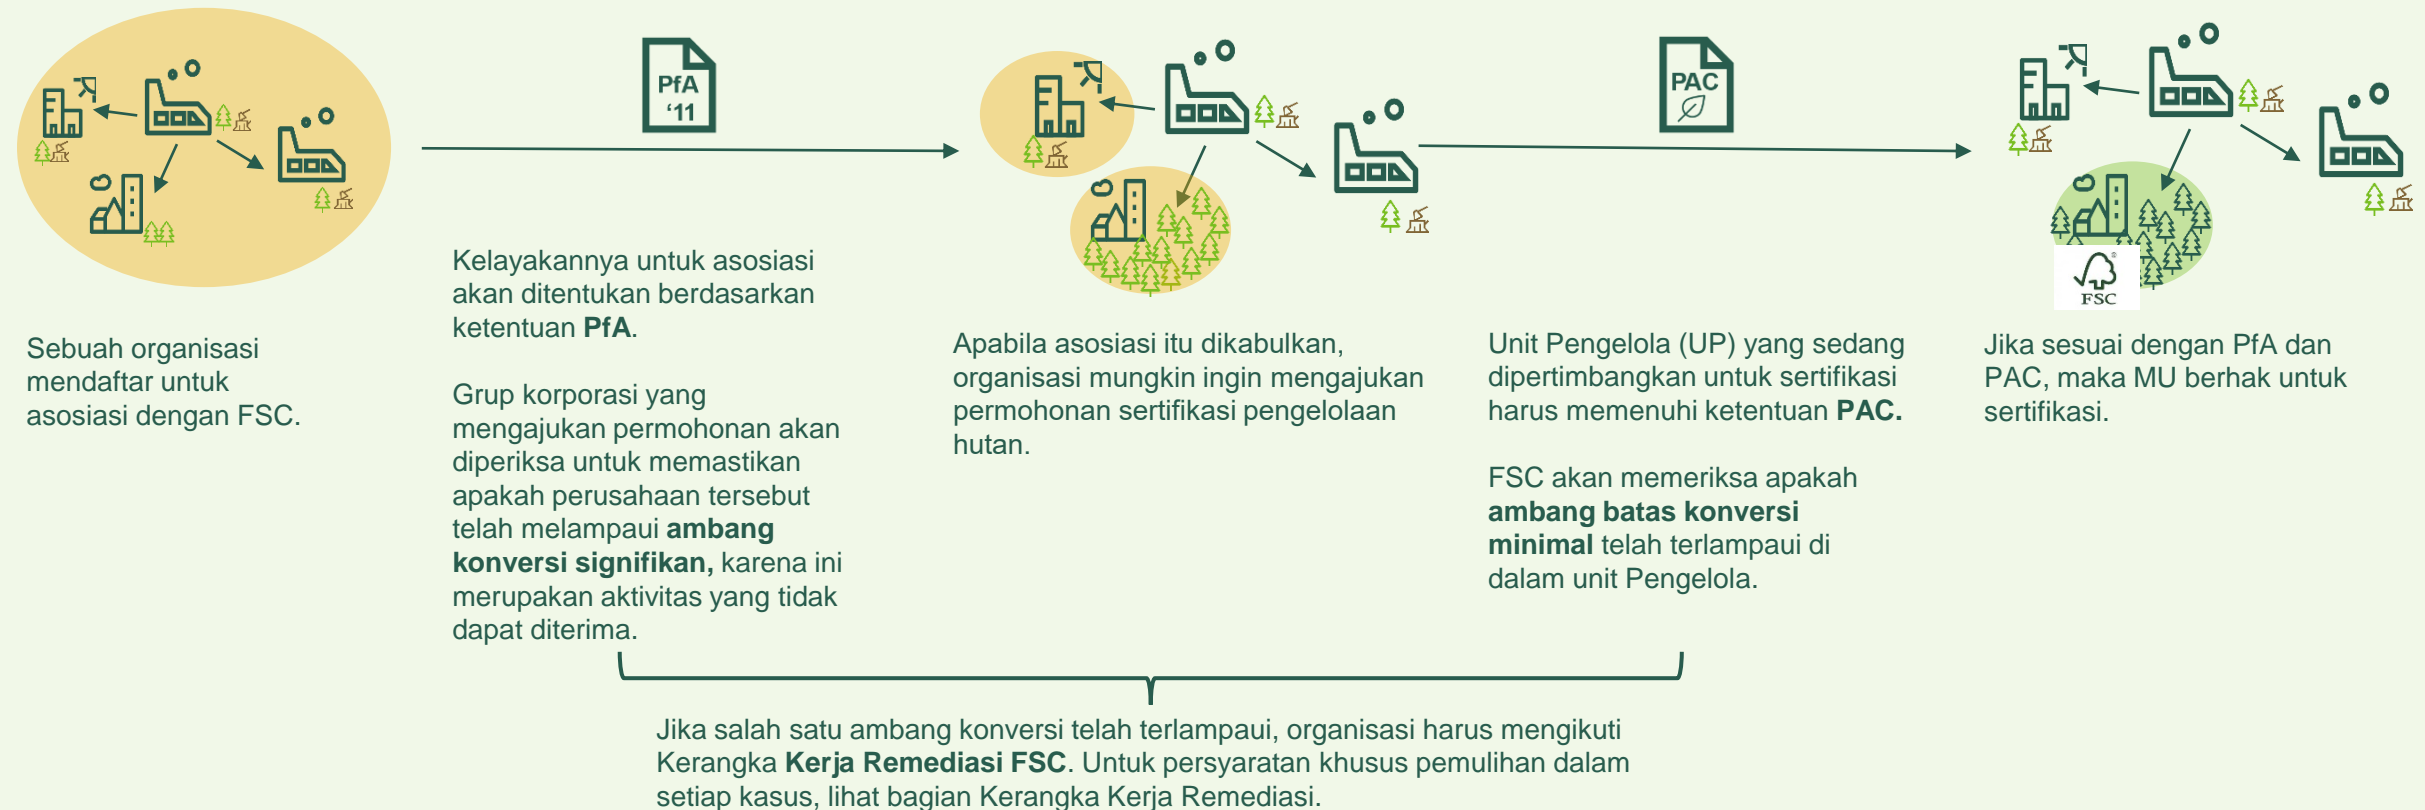 PfA
‘11
PAC
Sebuah organisasi
mendaftar untuk
asosiasi dengan FSC.
Kelayakannya untuk asosiasi
akan ditentukan berdasarkan
ketentuan PfA.
Grup korporasi yang
mengajukan permohonan akan
diperiksa untuk memastikan
apakah perusahaan tersebut
telah melampaui ambang
konversi signifikan, karena ini
merupakan aktivitas yang tidak
dapat diterima.
Apabila asosiasi itu dikabulkan,
organisasi mungkin ingin mengajukan
permohonan sertifikasi pengelolaan
hutan.
Unit Pengelola (UP) yang sedang
dipertimbangkan untuk sertifikasi
harus memenuhi ketentuan PAC.
FSC akan memeriksa apakah
ambang batas konversi
minimal telah terlampaui di
dalam unit Pengelola.
®
FSC
Jika sesuai dengan PfA dan
PAC, maka MU berhak untuk
sertifikasi.
Jika salah satu ambang konversi telah terlampaui, organisasi harus mengikuti
Kerangka Kerja Remediasi FSC. Untuk persyaratan khusus pemulihan dalam
setiap kasus, lihat bagian Kerangka Kerja Remediasi.